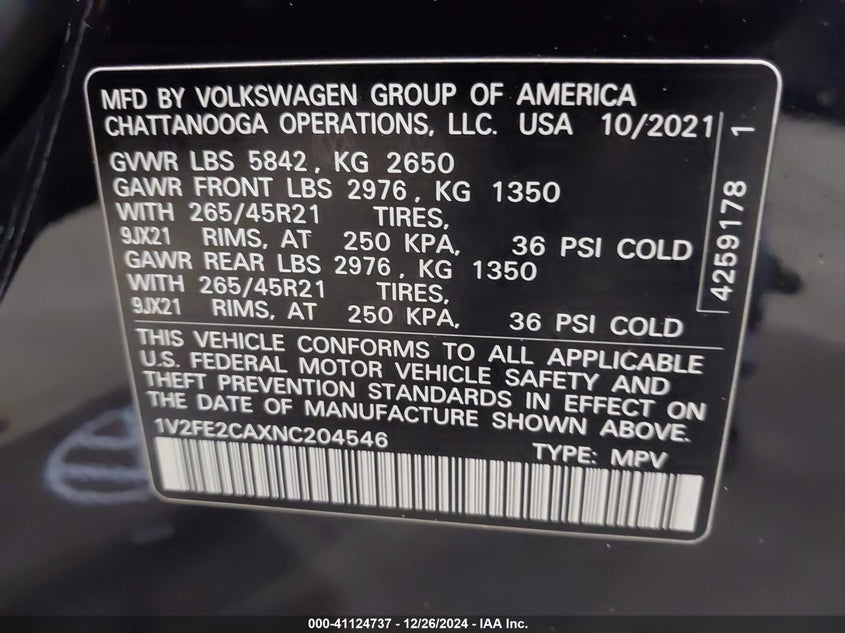 MFD BY VOLKSWAGEN GROUP OF AMERICA
CHATTANOOGA OPERATIONS, LLC. USA 10/2021
GVWR LBS 5842, KG 2650
GAWR FRONT LBS 2976, KG 1350
WITH 265/45R21 TIRES,
9JX21 RIMS, AT 250 KPA, 36 PSI COLD
GAWR REAR LBS 2976, KG 1350
WITH 265/45R21 TIRES,
9JX21 RIMS, AT 250 KPA, 36 PSI COLD
THIS VEHICLE CONFORMS TO ALL APPLICABLE
U.S. FEDERAL MOTOR VEHICLE SAFETY AND
THEFT PREVENTION STANDARDS IN EFFECT ON
THE DATE OF MANUFACTURE SHOWN ABOVE.
1V2FE2CAXNC204546
TYPE: MPV
4259178 1
000-41124737 - 12/26/2024 - IAA Inc.